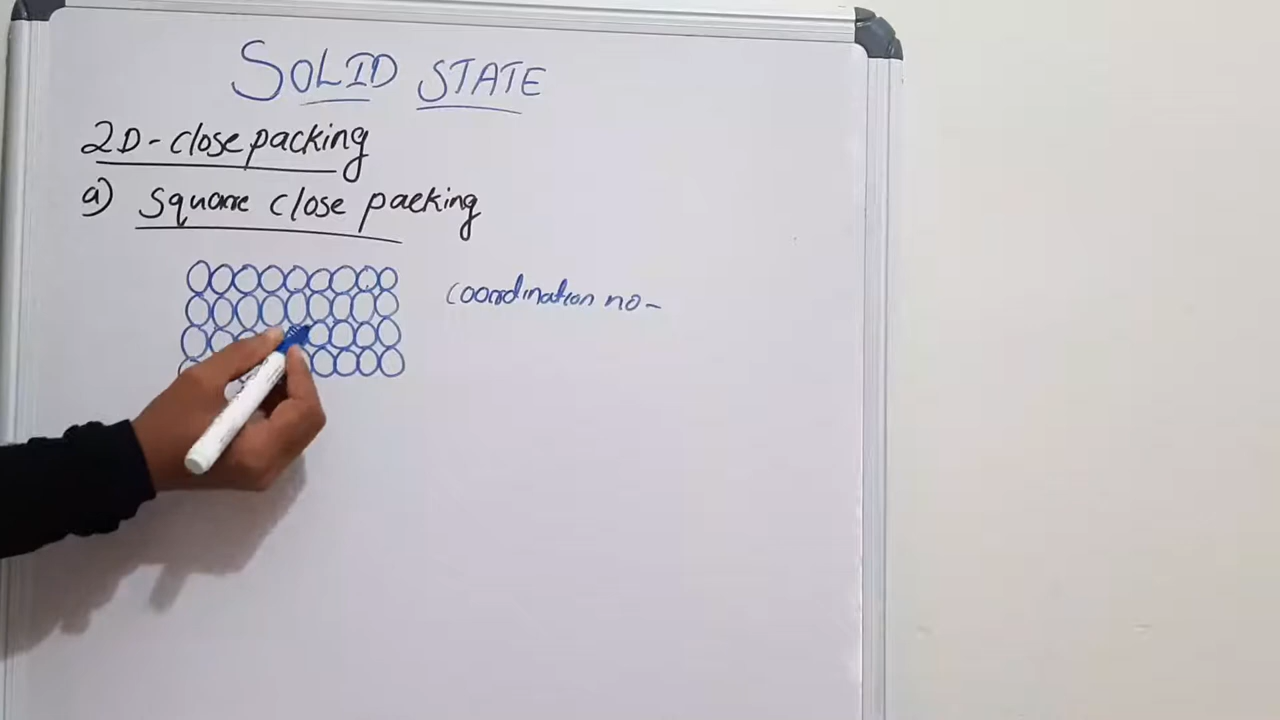 SOLID STATE
2D-close packing
a) Square close packing
Coordination no-